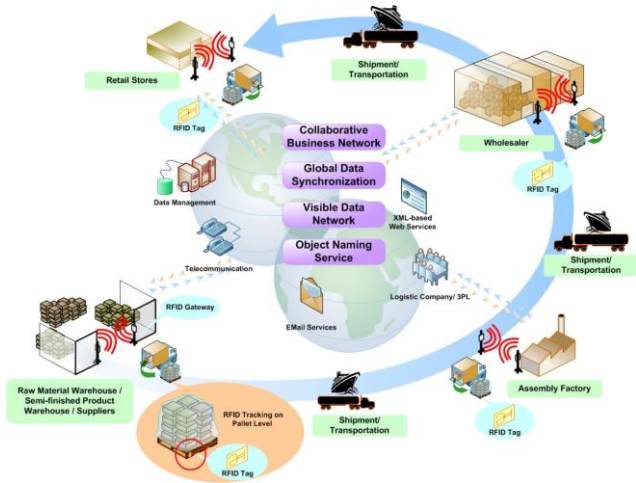 Retail Stores
RFID Tag
Shipment/
Transportation
Wholesaler
RFID Tag
Collaborative
Business Network
Global Data
Synchronization
Visible Data
Network
Object Naming
Service
Data Management
XML-based
Web Services
Telecommunication
Logistic Company/ 3PL
EMail Services
Shipment/
Transportation
RFID Gateway
Raw Material Warehouse /
Semi-finished Product
Warehouse / Suppliers
RFID Tracking on
Pallet Level
RFID Tag
Shipment/
Transportation
Assembly Factory
RFID Tag